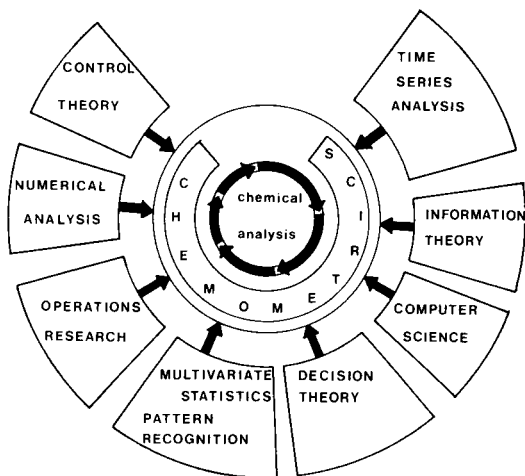 CONTROL
THEORY
TIME
SERIES
ANALYSIS
NUMERICAL
ANALYSIS
CHEMOMETRICS
chemical
analysis
INFORMATION
THEORY
OPERATIONS
RESEARCH
COMPUTER
SCIENCE
MULTIVARIATE
STATISTICS
PATTERN
RECOGNITION
DECISION
THEORY